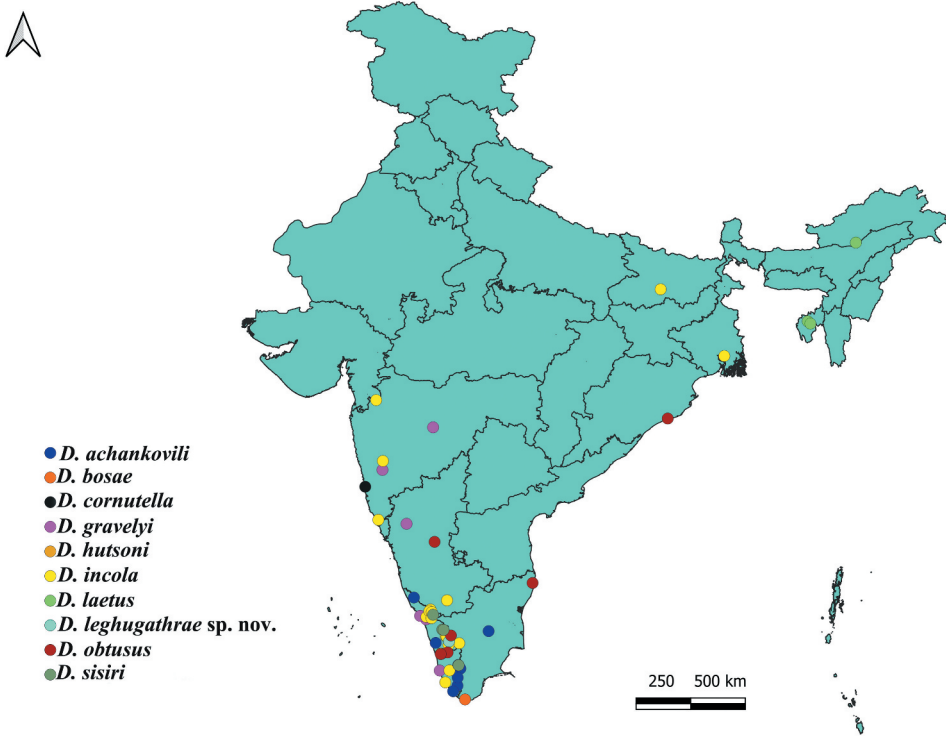 D. achankovili
D. bosae
D. cornutella
D. gravelyi
D. hutsoni
D. incola
D. laetus
D. leghugathrae sp. nov.
D. obtusus
D. sisiri
250 500 km